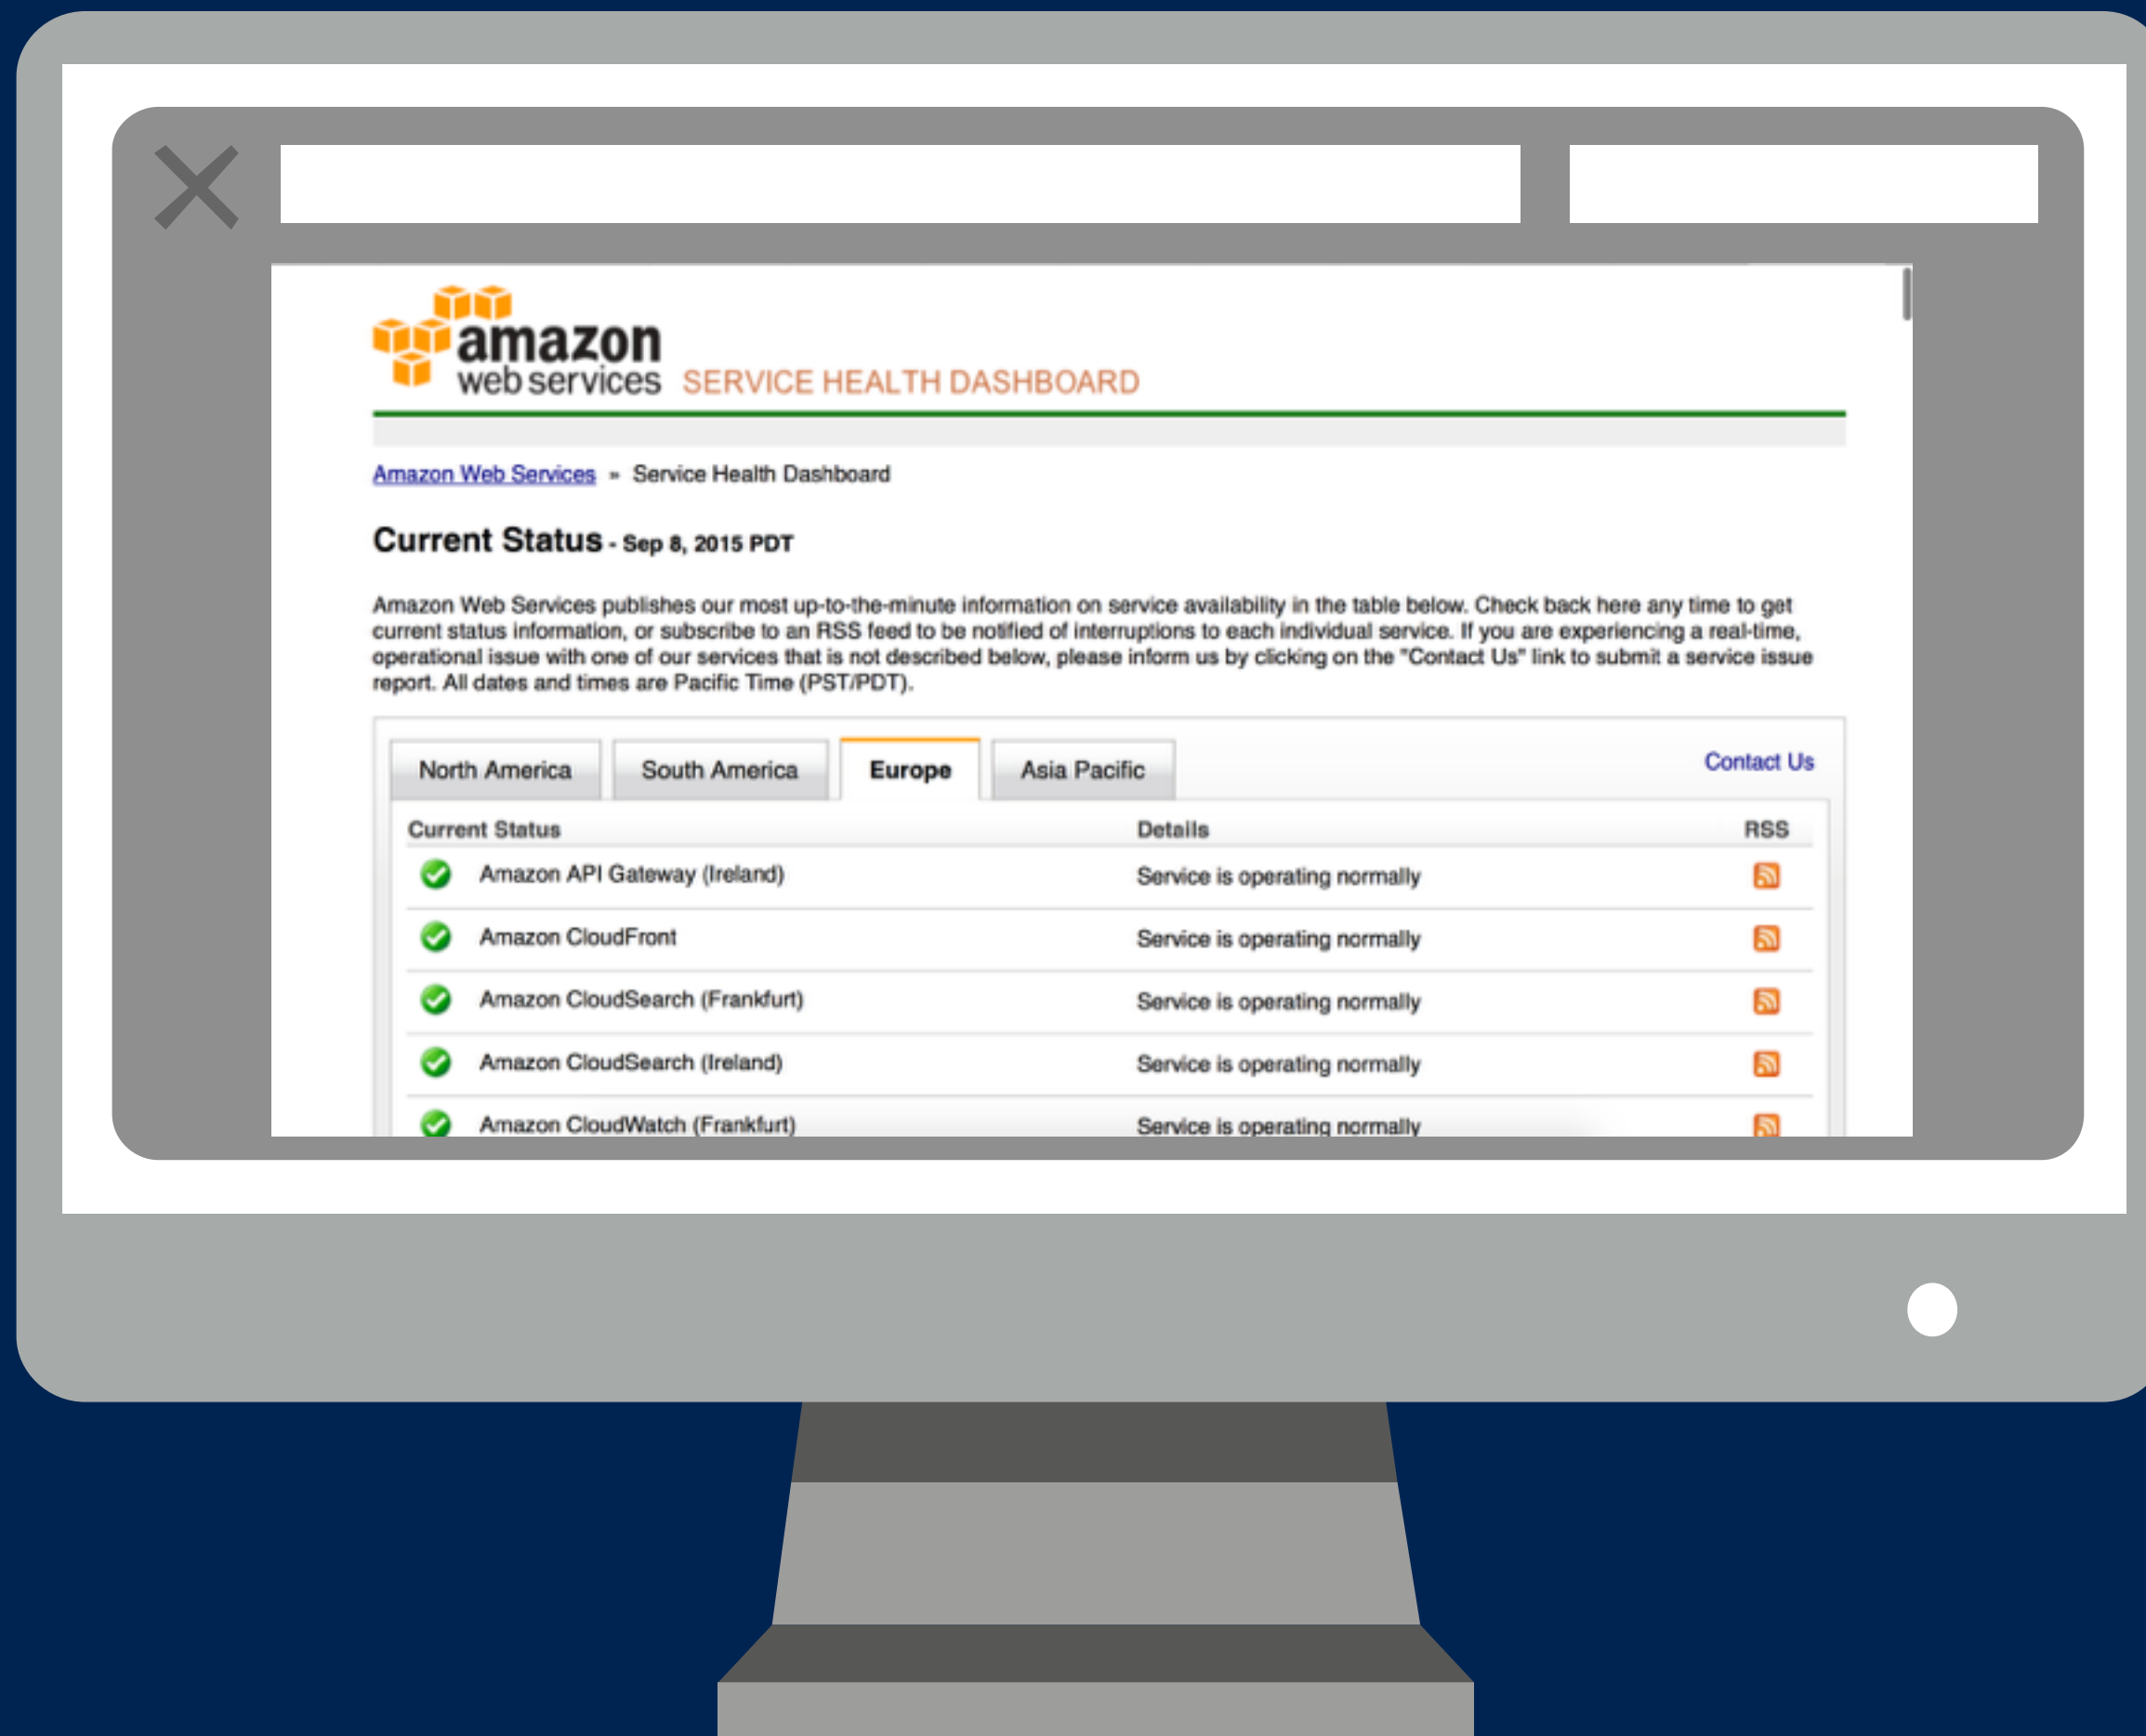 amazon
web services SERVICE HEALTH DASHBOARD
Amazon Web Services » Service Health Dashboard
Current Status - Sep 8, 2015 PDT
Amazon Web Services publishes our most up-to-the-minute information on service availability in the table below. Check back here any time to get
current status information, or subscribe to an RSS feed to be notified of interruptions to each individual service. If you are experiencing a real-time,
operational issue with one of our services that is not described below, please inform us by clicking on the "Contact Us" link to submit a service issue
report. All dates and times are Pacific Time (PST/PDT).
North America South America Europe Asia Pacific Contact Us
Current Status Details RSS
Amazon API Gateway (Ireland) Service is operating normally
Amazon CloudFront Service is operating normally
Amazon CloudSearch (Frankfurt) Service is operating normally
Amazon CloudSearch (Ireland) Service is operating normally
Amazon CloudWatch (Frankfurt) Service is operating normally